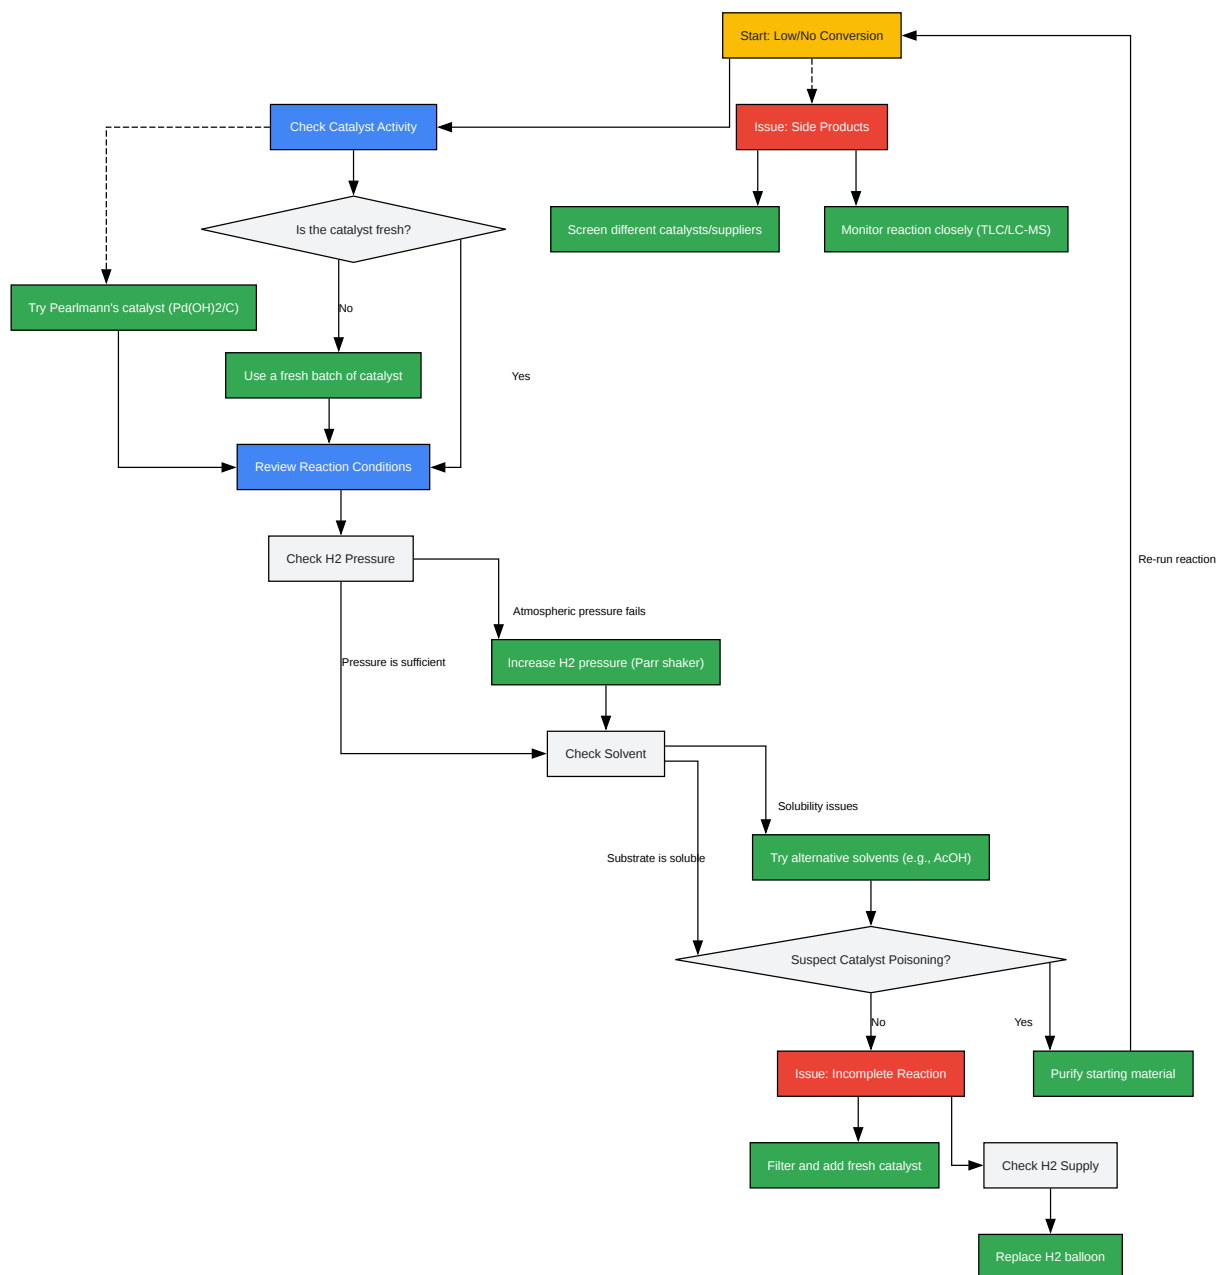 Start: Low/No Conversion
Check Catalyst Activity
Issue: Side Products
Is the catalyst fresh?
Screen different catalysts/suppliers
Monitor reaction closely (TLC/LC-MS)
Try Pearlmann's catalyst (Pd(OH)2/C)
No
Use a fresh batch of catalyst
Yes
Review Reaction Conditions
Check H2 Pressure
Re-run reaction
Atmospheric pressure fails
Pressure is sufficient
Increase H2 pressure (Parr shaker)
Check Solvent
Solubility issues
Substrate is soluble
Try alternative solvents (e.g., AcOH)
Suspect Catalyst Poisoning?
No
Yes
Issue: Incomplete Reaction
Purify starting material
Filter and add fresh catalyst
Check H2 Supply
Replace H2 balloon